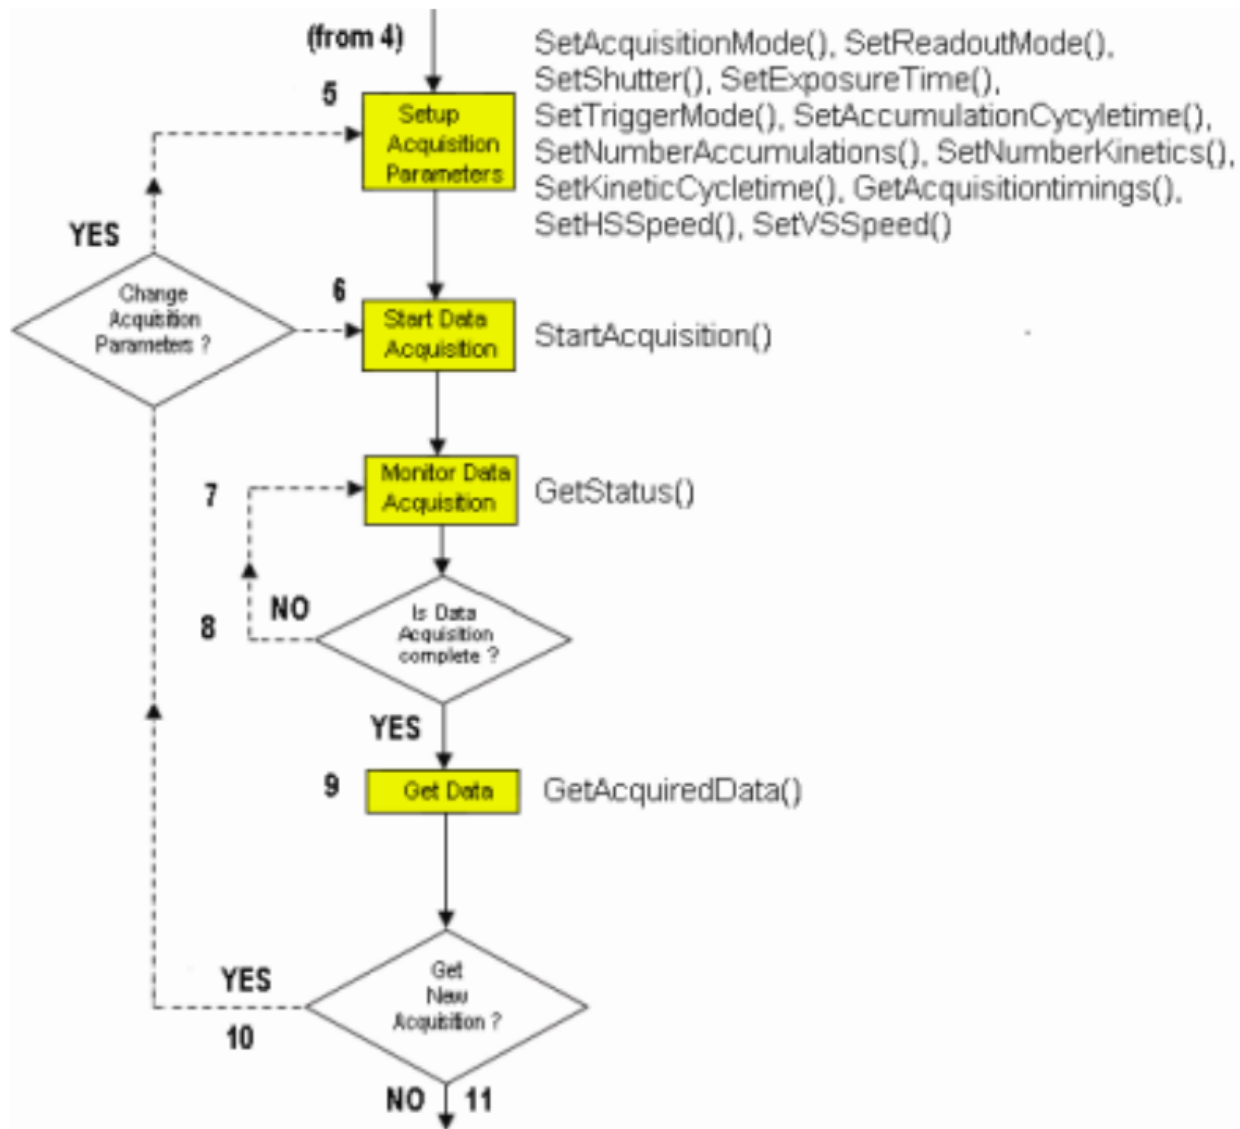 (from 4)
SetAcquisitionMode(), SetReadoutMode(),
SetShutter(), SetExposureTime(),
SetTriggerMode(), SetAccumulationCycyletime(),
SetNumberAccumulations(), SetNumberKinetics(),
SetKineticCycletime(), GetAcquisitiontimings(),
SetHSSpeed(), SetVSSpeed()
5
Setup
Acquisition
Parameters
YES
Change
Acquisition
Parameters ?
6
Start Data
Acquisition
StartAcquisition()
7
Monitor Data
Acquisition
GetStatus()
8
NO
Is Data
Acquisition
complete ?
YES
9
Get Data
GetAcquiredData()
YES
10
Get
New
Acquisition ?
NO
11